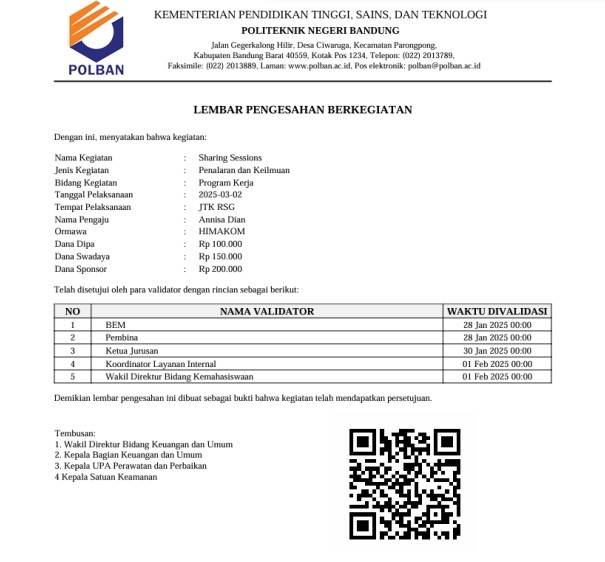 KEMENTERIAN PENDIDIKAN TINGGI, SAINS, DAN TEKNOLOGI
POLITEKNIK NEGERI BANDUNG
Jalan Gegerkalong Hilir, Desa Ciwaruga, Kecamatan Parongpong,
Kabupaten Bandung Barat 40559, Kotak Pos 1234, Telepon: (022) 2013789,
Faksimile: (022) 2013889, Laman: www.polban.ac.id, Pos elektronik: polban@polban.ac.id
POLBAN
LEMBAR PENGESAHAN BERKEGIATAN
Dengan ini, menyatakan bahwa kegiatan:
Nama Kegiatan : Sharing Sessions
Jenis Kegiatan : Penalaran dan Keilmuan
Bidang Kegiatan : Program Kerja
Tanggal Pelaksanaan : 2025-03-02
Tempat Pelaksanaan : JTK RSG
Nama Pengaju : Annisa Dian
Ormawa : HIMAKOM
Dana Dipa : Rp 100.000
Dana Swadaya : Rp 150.000
Dana Sponsor : Rp 200.000
Telah disetujui oleh para validator dengan rincian sebagai berikut:
NO NAMA VALIDATOR WAKTU DIVALIDASI
1 BEM 28 Jan 2025 00:00
2 Pembina 28 Jan 2025 00:00
3 Ketua Jurusan 30 Jan 2025 00:00
4 Koordinator Layanan Internal 01 Feb 2025 00:00
5 Wakil Direktur Bidang Kemahasiswaan 01 Feb 2025 00:00
Demikian lembar pengesahan ini dibuat sebagai bukti bahwa kegiatan telah mendapatkan persetujuan.
Tembusan:
1. Wakil Direktur Bidang Keuangan dan Umum
2. Kepala Bagian Keuangan dan Umum
3. Kepala UPA Perawatan dan Perbaikan
4 Kepala Satuan Keamanan